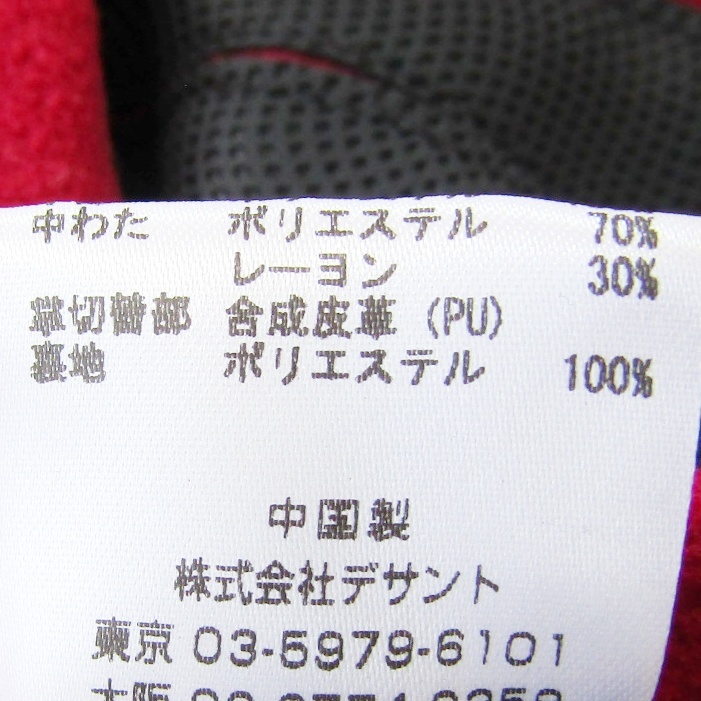 中わた ポリエステル 70%
レーヨン 30%
切替部 合成皮革 (PU)
裏地 ポリエステル 100%
中国製
株式会社デサント
東京 03-5979-6101
大阪